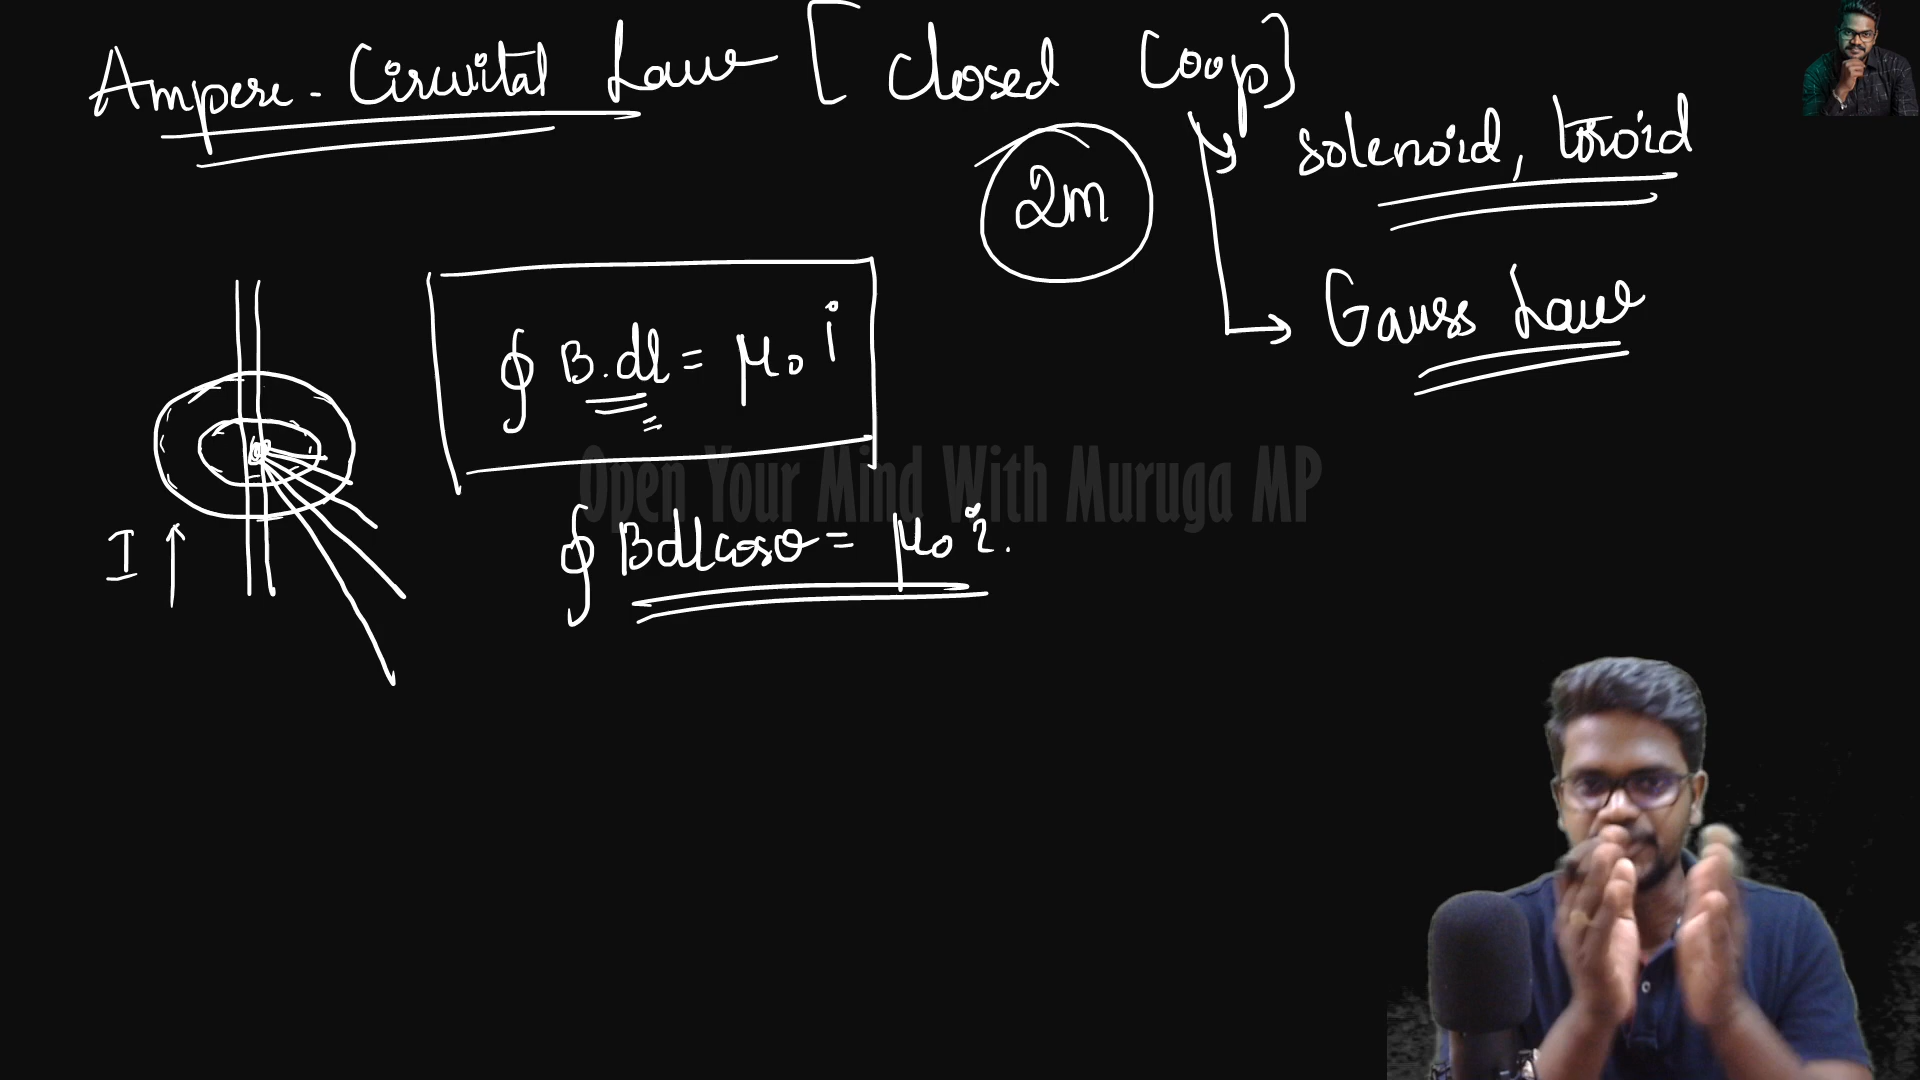 Ampere - Circuital Law [closed Loop]
solenoid, toroid
2m
Gauss Law
∮ B.dl = μ₀ i
Open Your Mind With Muruga MP
∮ Bdlcosθ = μ₀ i.
I ↑